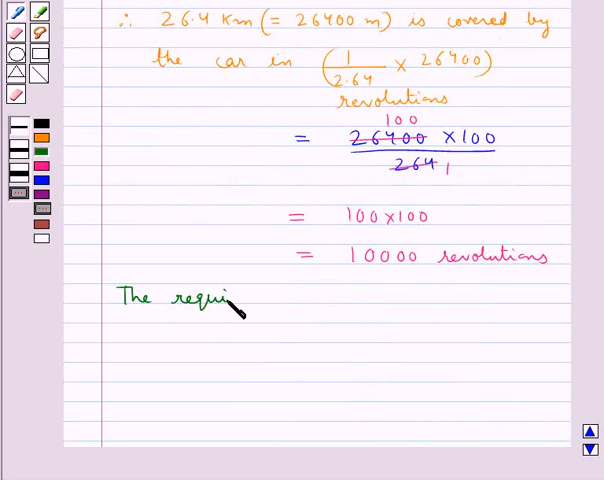 ∴ 26.4 Km (= 26400 m) is covered by
the car in (1/2.64 × 26400)
revolutions
100
= 26400 × 100
264 1
= 100 × 100
= 10000 revolutions
The requi